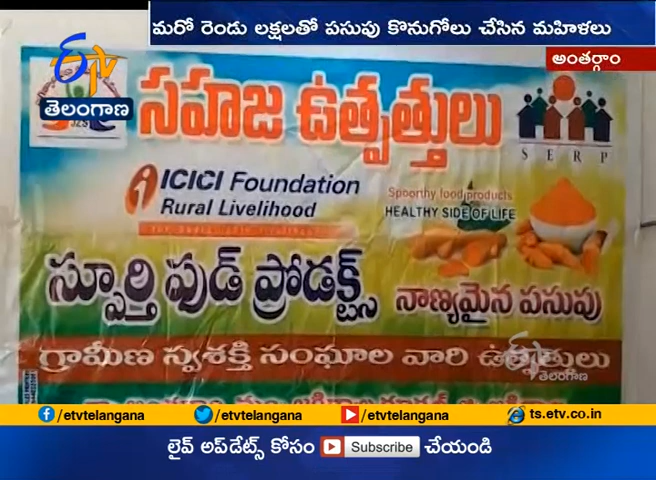 మరో రెండు లక్షలతో పసుపు కొనుగోలు చేసిన మహిళలు
అంతర్గాం
ETV
తెలంగాణ
సహజ ఉత్పత్తులు
SERP
ICICI Foundation
Rural Livelihood
Spoorthy food products
HEALTHY SIDE OF LIFE
స్పూర్తి ఫుడ్ ప్రోడక్ట్స్
నాణ్యమైన పసుపు
గ్రామీణ స్వశక్తి సంఘాల వారి ఉత్పత్తులు
తెలంగాణ
/etvtelangana /etvtelangana /etvtelangana ts.etv.co.in
లైవ్ అప్‌డేట్స్ కోసం Subscribe చేయండి